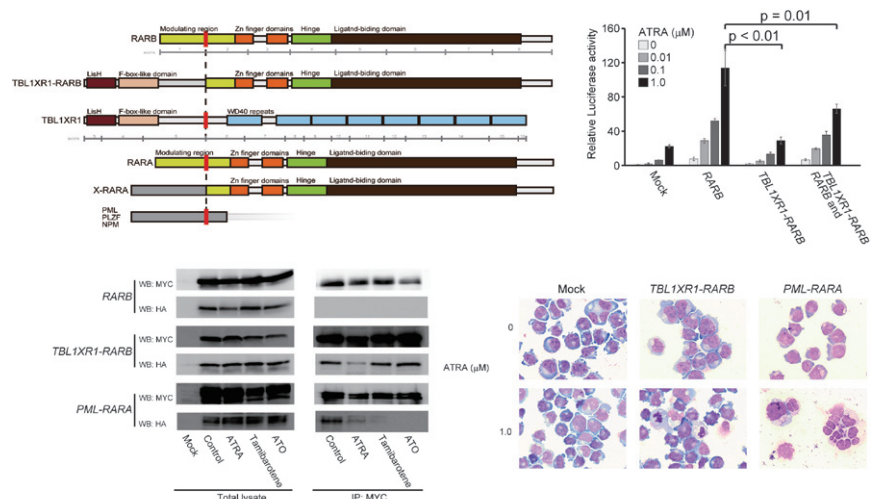 Modulating region Zn finger domains Hinge Ligatnd-biding domain
RARB
LisH F-box-like domain Zn finger domains Hinge Ligatnd-biding domain
TBL1XR1-RARB
LisH F-box-like domain WD40 repeats
TBL1XR1
Modulating region Zn finger domains Hinge Ligatnd-biding domain
RARA
Zn finger domains Hinge Ligatnd-biding domain
X-RARA
PML
PLZF
NPM
p = 0.01
p < 0.01
ATRA (μM)
0
0.01
0.1
1.0
Relative Luciferase activity
160
120
80
40
0
Mock
RARB
TBL1XR1-RARB
RARB and
TBL1XR1-RARB
RARB
WB: MYC
WB: HA
TBL1XR1-RARB
WB: MYC
WB: HA
PML-RARA
WB: MYC
WB: HA
Mock Control ATRA Tamibarotene ATO
Control ATRA Tamibarotene ATO
Total lysate IP: MYC
Mock TBL1XR1-RARB PML-RARA
0
ATRA (μM)
1.0